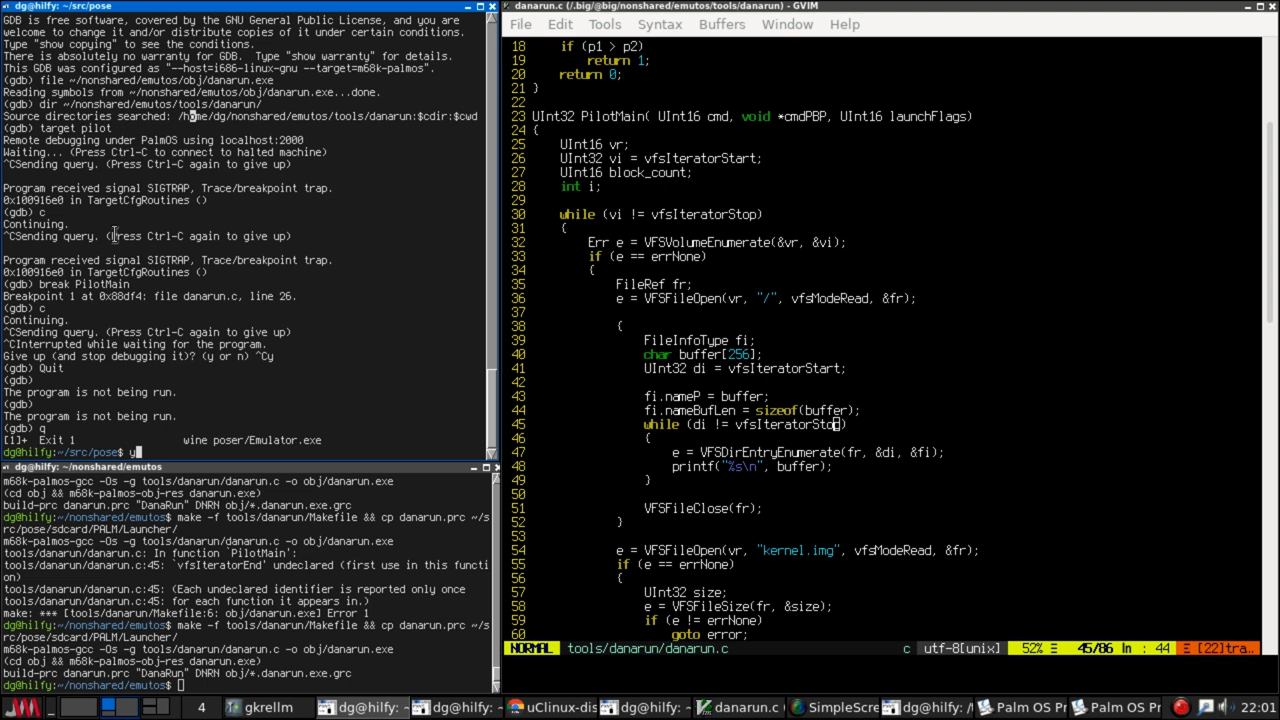 dg@hilfy: ~/src/pose
GDB is free software, covered by the GNU General Public License, and you are
welcome to change it and/or distribute copies of it under certain conditions.
Type "show copying" to see the conditions.
There is absolutely no warranty for GDB.  Type "show warranty" for details.
This GDB was configured as "--host=i686-linux-gnu --target=m68k-palmos".
(gdb) file ~/nonshared/emutos/obj/danarun.exe
Reading symbols from ~/nonshared/emutos/obj/danarun.exe...done.
(gdb) dir ~/nonshared/emutos/tools/danarun/
Source directories searched: /home/dg/nonshared/emutos/tools/danarun:$cdir:$cwd
(gdb) target pilot
Remote debugging under PalmOS using localhost:2000
Waiting... (Press Ctrl-C to connect to halted machine)
^CSending query. (Press Ctrl-C again to give up)
Program received signal SIGTRAP, Trace/breakpoint trap.
0x100916e0 in TargetCfgRoutines ()
(gdb) c
Continuing.
^CSending query. (Press Ctrl-C again to give up)
Program received signal SIGTRAP, Trace/breakpoint trap.
0x100916e0 in TargetCfgRoutines ()
(gdb) break PilotMain
Breakpoint 1 at 0x88df4: file danarun.c, line 26.
(gdb) c
Continuing.
^CSending query. (Press Ctrl-C again to give up)
^CInterrupted while waiting for the program.
Give up (and stop debugging it)? (y or n) ^Cy
(gdb) Quit
(gdb)
The program is not being run.
(gdb)
The program is not being run.
(gdb) q
[1]+  Exit 1                  wine poser/Emulator.exe
dg@hilfy:~/src/pose$ y
dg@hilfy: ~/nonshared/emutos
m68k-palmos-gcc -Os -g tools/danarun/danarun.c -o obj/danarun.exe
(cd obj && m68k-palmos-obj-res danarun.exe)
build-prc danarun.prc "DanaRun" DNRN obj/*.danarun.exe.grc
dg@hilfy:~/nonshared/emutos$ make -f tools/danarun/Makefile && cp danarun.prc ~/s
rc/pose/sdcard/PALM/Launcher/
m68k-palmos-gcc -Os -g tools/danarun/danarun.c -o obj/danarun.exe
tools/danarun/danarun.c: In function `PilotMain':
tools/danarun/danarun.c:45: `vfsIteratorEnd' undeclared (first use in this functi
on)
tools/danarun/danarun.c:45: (Each undeclared identifier is reported only once
tools/danarun/danarun.c:45: for each function it appears in.)
make: *** [tools/danarun/Makefile:6: obj/danarun.exe] Error 1
dg@hilfy:~/nonshared/emutos$ make -f tools/danarun/Makefile && cp danarun.prc ~/s
rc/pose/sdcard/PALM/Launcher/
m68k-palmos-gcc -Os -g tools/danarun/danarun.c -o obj/danarun.exe
(cd obj && m68k-palmos-obj-res danarun.exe)
build-prc danarun.prc "DanaRun" DNRN obj/*.danarun.exe.grc
dg@hilfy:~/nonshared/emutos$
danarun.c (/.big/@big/nonshared/emutos/tools/danarun) - GVIM
File Edit Tools Syntax Buffers Window Help
18     if (p1 > p2)
19         return 1;
20     return 0;
21 }
22
23 UInt32 PilotMain( UInt16 cmd, void *cmdPBP, UInt16 launchFlags)
24 {
25     UInt16 vr;
26     UInt32 vi = vfsIteratorStart;
27     UInt16 block_count;
28     int i;
29
30     while (vi != vfsIteratorStop)
31     {
32         Err e = VFSVolumeEnumerate(&vr, &vi);
33         if (e == errNone)
34         {
35             FileRef fr;
36             e = VFSFileOpen(vr, "/", vfsModeRead, &fr);
37
38             {
39                 FileInfoType fi;
40                 char buffer[256];
41                 UInt32 di = vfsIteratorStart;
42
43                 fi.nameP = buffer;
44                 fi.nameBufLen = sizeof(buffer);
45                 while (di != vfsIteratorStop)
46                 {
47                     e = VFSDirEntryEnumerate(fr, &di, &fi);
48                     printf("%s\n", buffer);
49                 }
50
51                 VFSFileClose(fr);
52             }
53
54             e = VFSFileOpen(vr, "kernel.img", vfsModeRead, &fr);
55             if (e == errNone)
56             {
57                 UInt32 size;
58                 e = VFSFileSize(fr, &size);
59                 if (e != errNone)
60                     goto error;
NORMAL tools/danarun/danarun.c c utf-8[unix] 52% Ξ 45/86 ln : 44 Ξ [22]tra..
4 gkrellm dg@hilfy: ~ dg@hilfy: ~ uClinux-dis dg@hilfy: ~ danarun.c ( SimpleScre dg@hilfy: /h Palm OS Pr Palm OS Pr 22:01